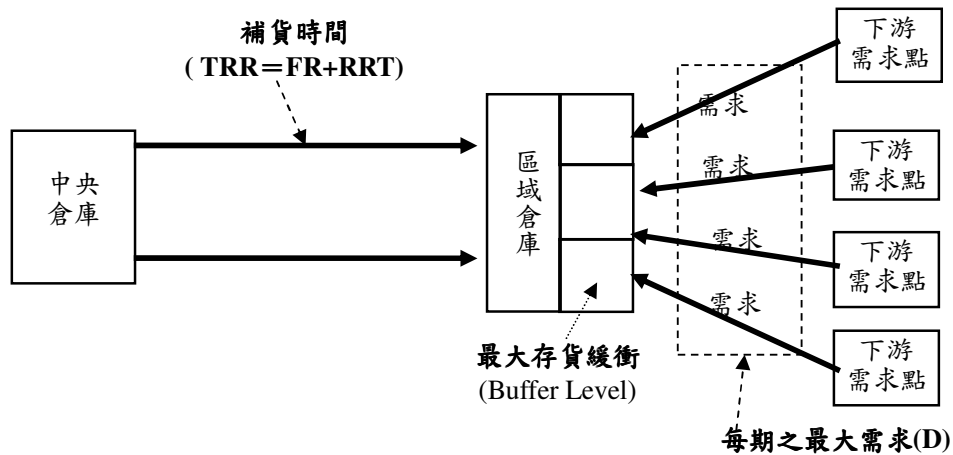 補貨時間
( TRR＝FR+RRT)
中央
倉庫
區域倉庫
需求
需求
需求
需求
下游
需求點
下游
需求點
下游
需求點
下游
需求點
最大存貨緩衝
(Buffer Level)
每期之最大需求(D)